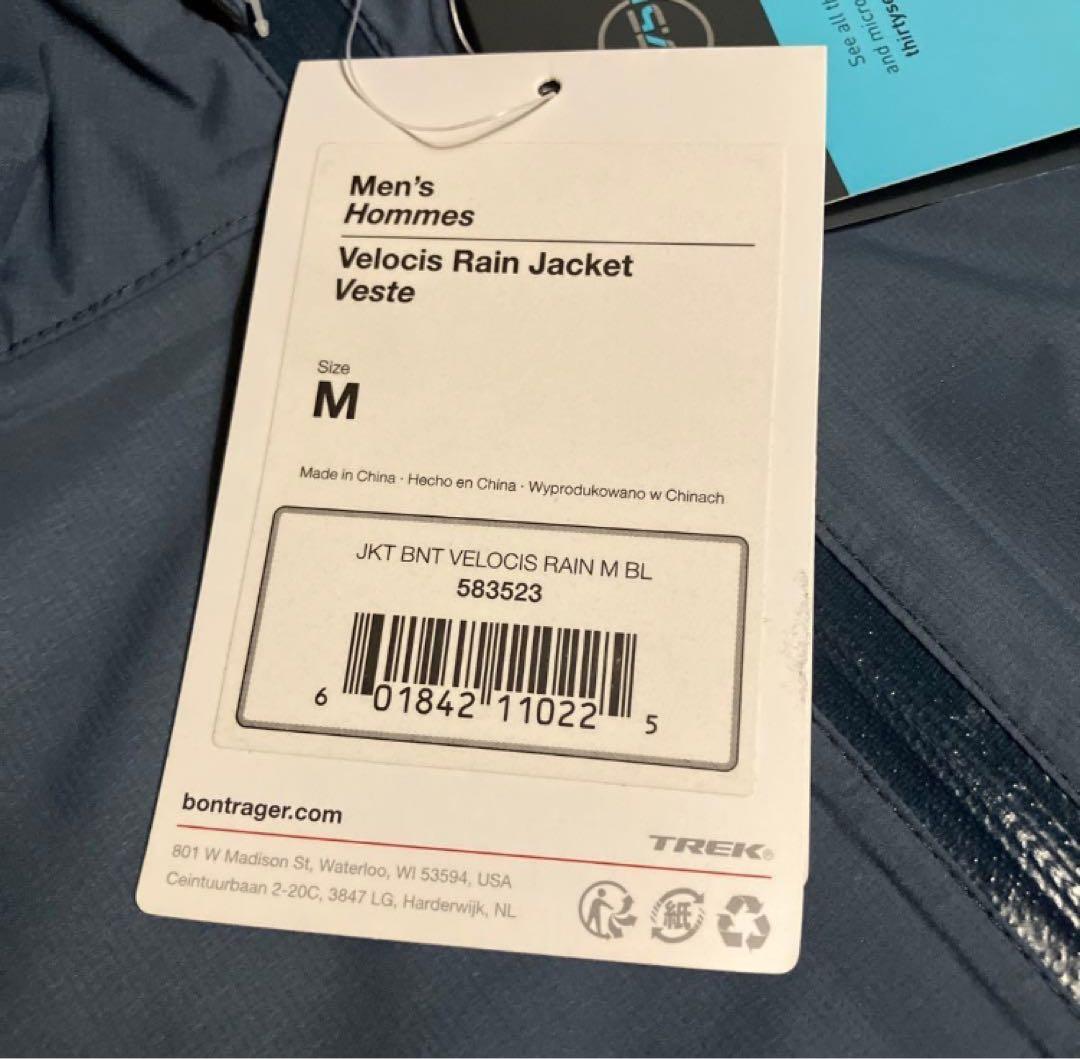 See all th
and micro
thirtyse
Men's
Hommes
Velocis Rain Jacket
Veste
Size
M
Made in China · Hecho en China · Wyprodukowano w Chinach
JKT BNT VELOCIS RAIN M BL
583523
6 01842 11022 5
bontrager.com
TREK®
801 W Madison St, Waterloo, WI 53594, USA
Ceintuurbaan 2-20C, 3847 LG, Harderwijk, NL
紙